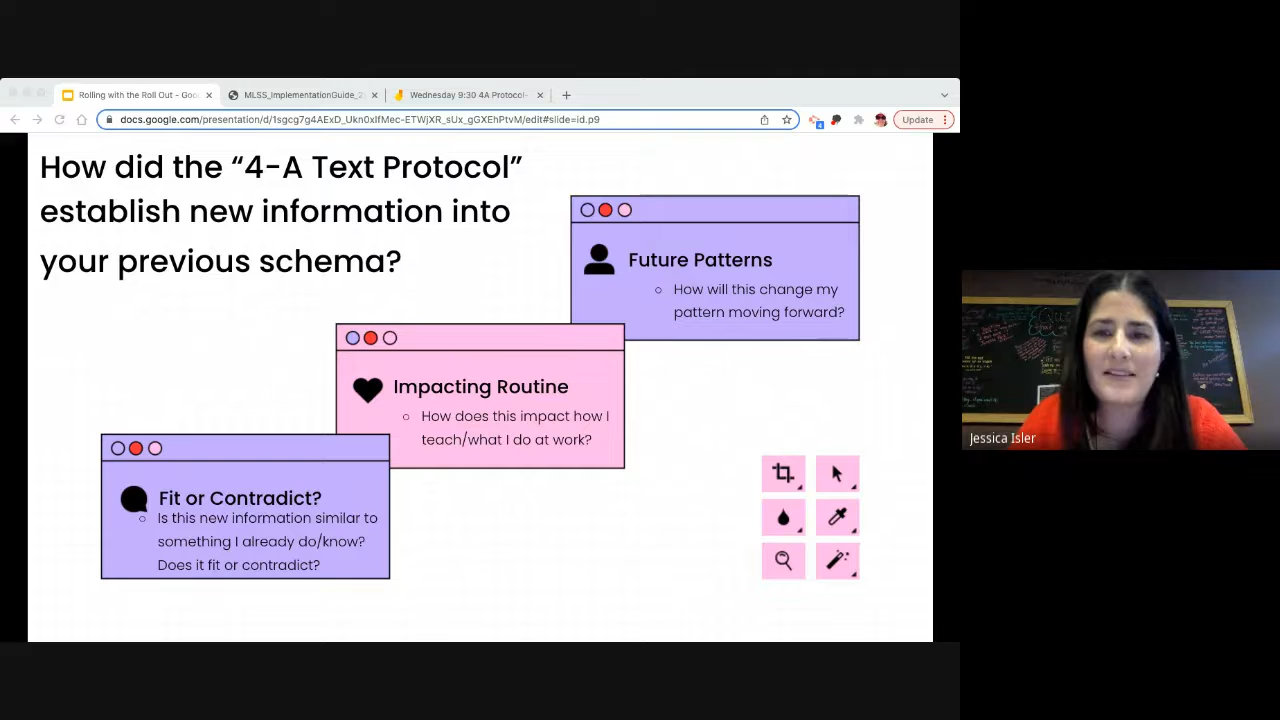 Rolling with the Roll Out - Goo
MLSS_ImplementationGuide_2
Wednesday 9:30 4A Protocol-
docs.google.com/presentation/d/1sgcg7g4AExD_Ukn0xIfMec-ETWjXR_sUx_gGXEhPtvM/edit#slide=id.p9
Update
How did the “4-A Text Protocol”
establish new information into
your previous schema?
Future Patterns
How will this change my
pattern moving forward?
Impacting Routine
How does this impact how I
teach/what I do at work?
Fit or Contradict?
Is this new information similar to
something I already do/know?
Does it fit or contradict?
Jessica Isler